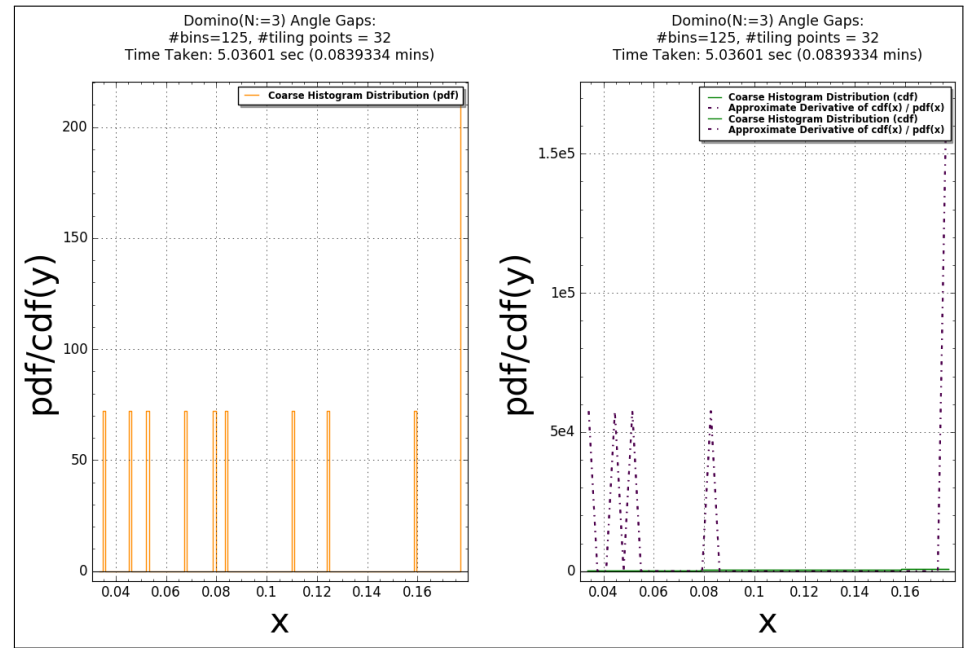 Domino(N:=3) Angle Gaps:
#bins=125, #tiling points = 32
Time Taken: 5.03601 sec (0.0839334 mins)
Coarse Histogram Distribution (pdf)
200
150
100
50
0
0.04 0.06 0.08 0.1 0.12 0.14 0.16
pdf/cdf(y)
x
Domino(N:=3) Angle Gaps:
#bins=125, #tiling points = 32
Time Taken: 5.03601 sec (0.0839334 mins)
Coarse Histogram Distribution (cdf)
Approximate Derivative of cdf(x) / pdf(x)
Coarse Histogram Distribution (cdf)
Approximate Derivative of cdf(x) / pdf(x)
1.5e5
1e5
5e4
0
0.04 0.06 0.08 0.1 0.12 0.14 0.16
pdf/cdf(y)
x